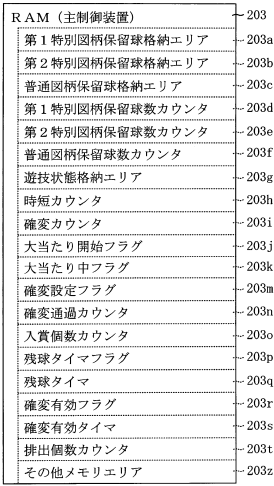 RAM（主制御装置） 203
第１特別図柄保留球格納エリア 203a
第２特別図柄保留球格納エリア 203b
普通図柄保留球格納エリア 203c
第１特別図柄保留球数カウンタ 203d
第２特別図柄保留球数カウンタ 203e
普通図柄保留球数カウンタ 203f
遊技状態格納エリア 203g
時短カウンタ 203h
確変カウンタ 203i
大当たり開始フラグ 203j
大当たり中フラグ 203k
確変設定フラグ 203m
確変通過カウンタ 203n
入賞個数カウンタ 203o
残球タイマフラグ 203p
残球タイマ 203q
確変有効フラグ 203r
確変有効タイマ 203s
排出個数カウンタ 203t
その他メモリエリア 203z